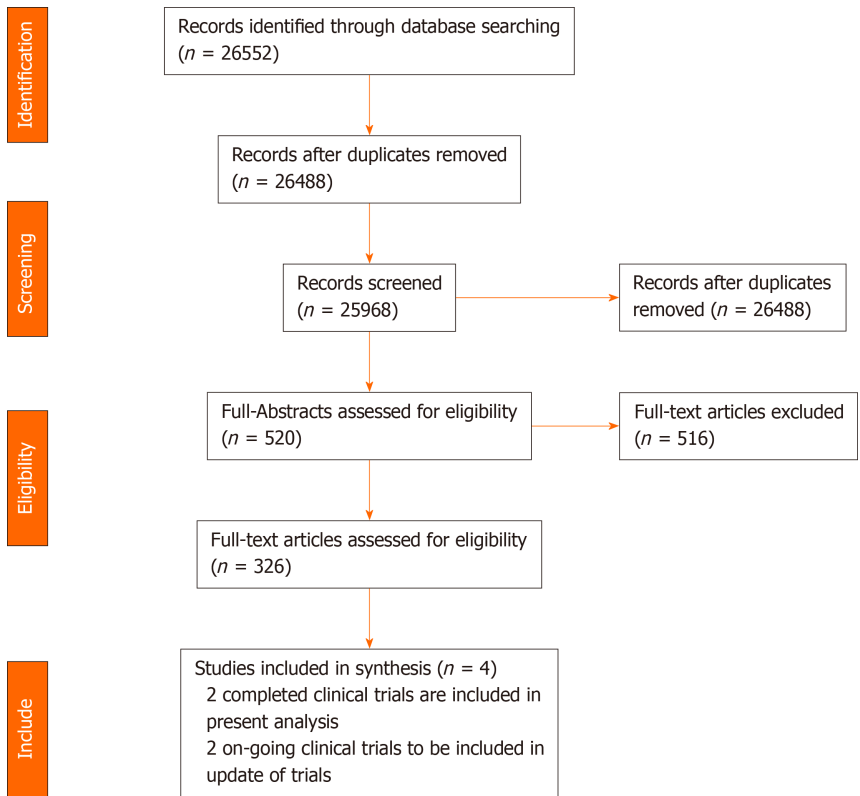 Identification
Records identified through database searching
(n = 26552)
Records after duplicates removed
(n = 26488)
Screening
Records screened
(n = 25968)
Records after duplicates
removed (n = 26488)
Eligibility
Full-Abstracts assessed for eligibility
(n = 520)
Full-text articles excluded
(n = 516)
Full-text articles assessed for eligibility
(n = 326)
Include
Studies included in synthesis (n = 4)
2 completed clinical trials are included in
present analysis
2 on-going clinical trials to be included in
update of trials